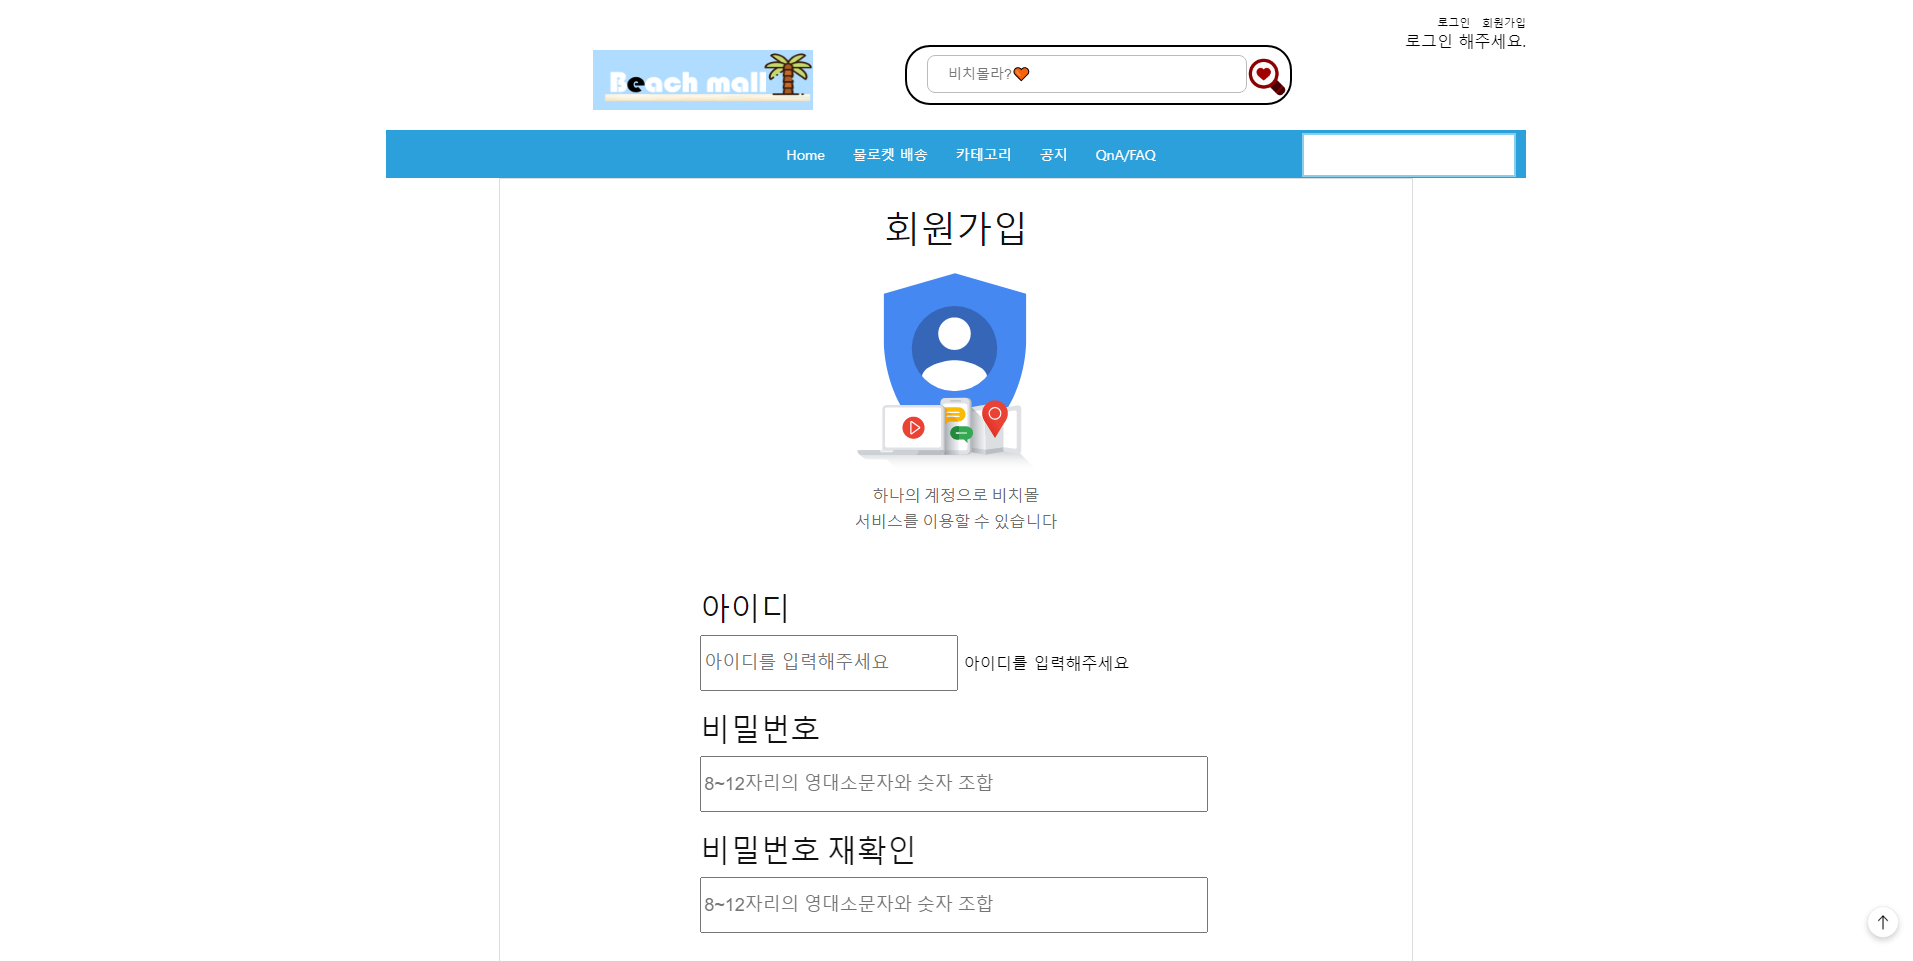 로그인 회원가입
로그인 해주세요.
Beach mall
비치몰라?🧡
Home 물로켓 배송 카테고리 공지 QnA/FAQ
회원가입
하나의 계정으로 비치몰
서비스를 이용할 수 있습니다
아이디
아이디를 입력해주세요 아이디를 입력해주세요
비밀번호
8~12자리의 영대소문자와 숫자 조합
비밀번호 재확인
8~12자리의 영대소문자와 숫자 조합